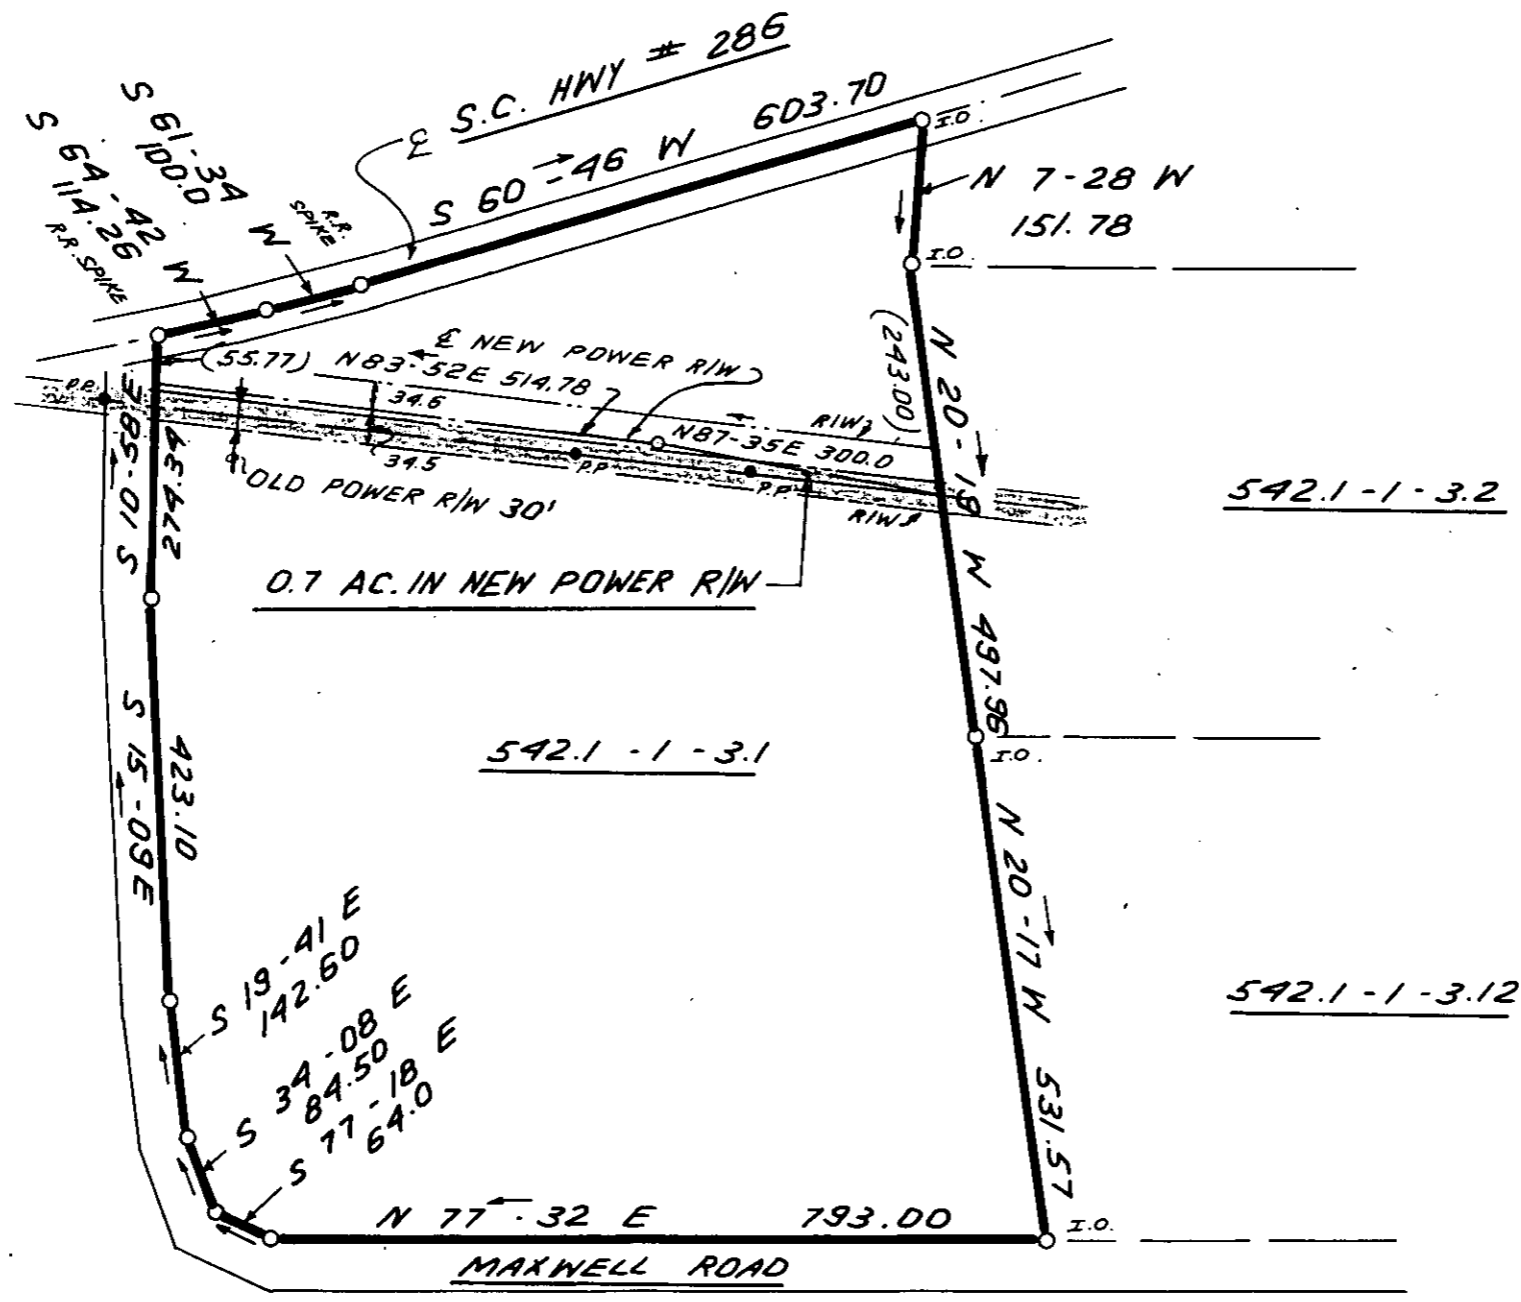 ℄ S.C. HWY # 286
S 61-34 W
100.0
S 64-42 W
114.26
R.R. SPIKE
R.R.
SPIKE
S 60-46 W 603.70
I.O.
N 7-28 W
151.78
I.O.
(243.00)
N 20-19 W 497.96
(55.77)
℄ NEW POWER R/W
N83-52E 514.78
34.6
34.5
P.P.
N87-35E 300.0
R/W
P.P.
P.P.
R/W
OLD POWER R/W 30'
0.7 AC. IN NEW POWER R/W
S 10-58E
274.34
542.1-1-3.2
542.1-1-3.1
I.O.
S 15-09E
423.10
N 20-17 W 531.57
542.1-1-3.12
S 19-41 E
142.60
S 34-08 E
84.50
S 77-18 E
64.0
N 77-32 E 793.00
I.O.
MAXWELL ROAD